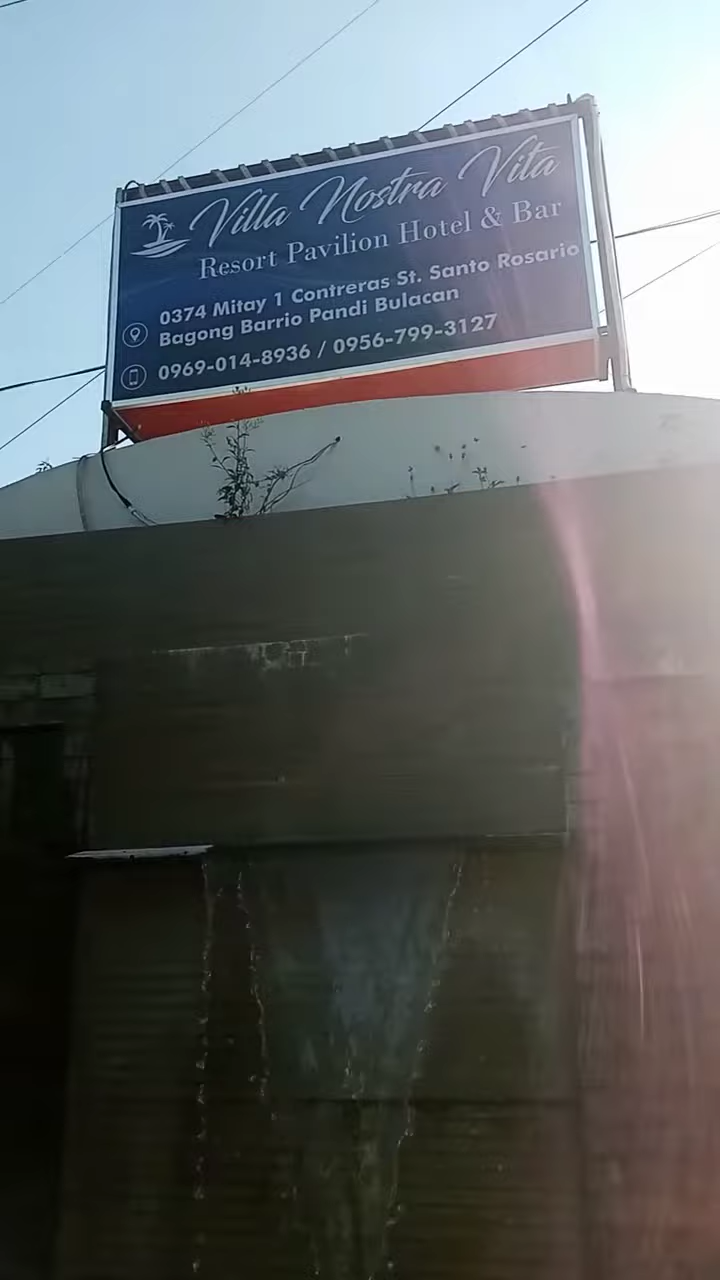 Villa Nostra Vita
Resort Pavilion Hotel & Bar
0374 Mitay 1 Contreras St. Santo Rosario
Bagong Barrio Pandi Bulacan
0969-014-8936 / 0956-799-3127